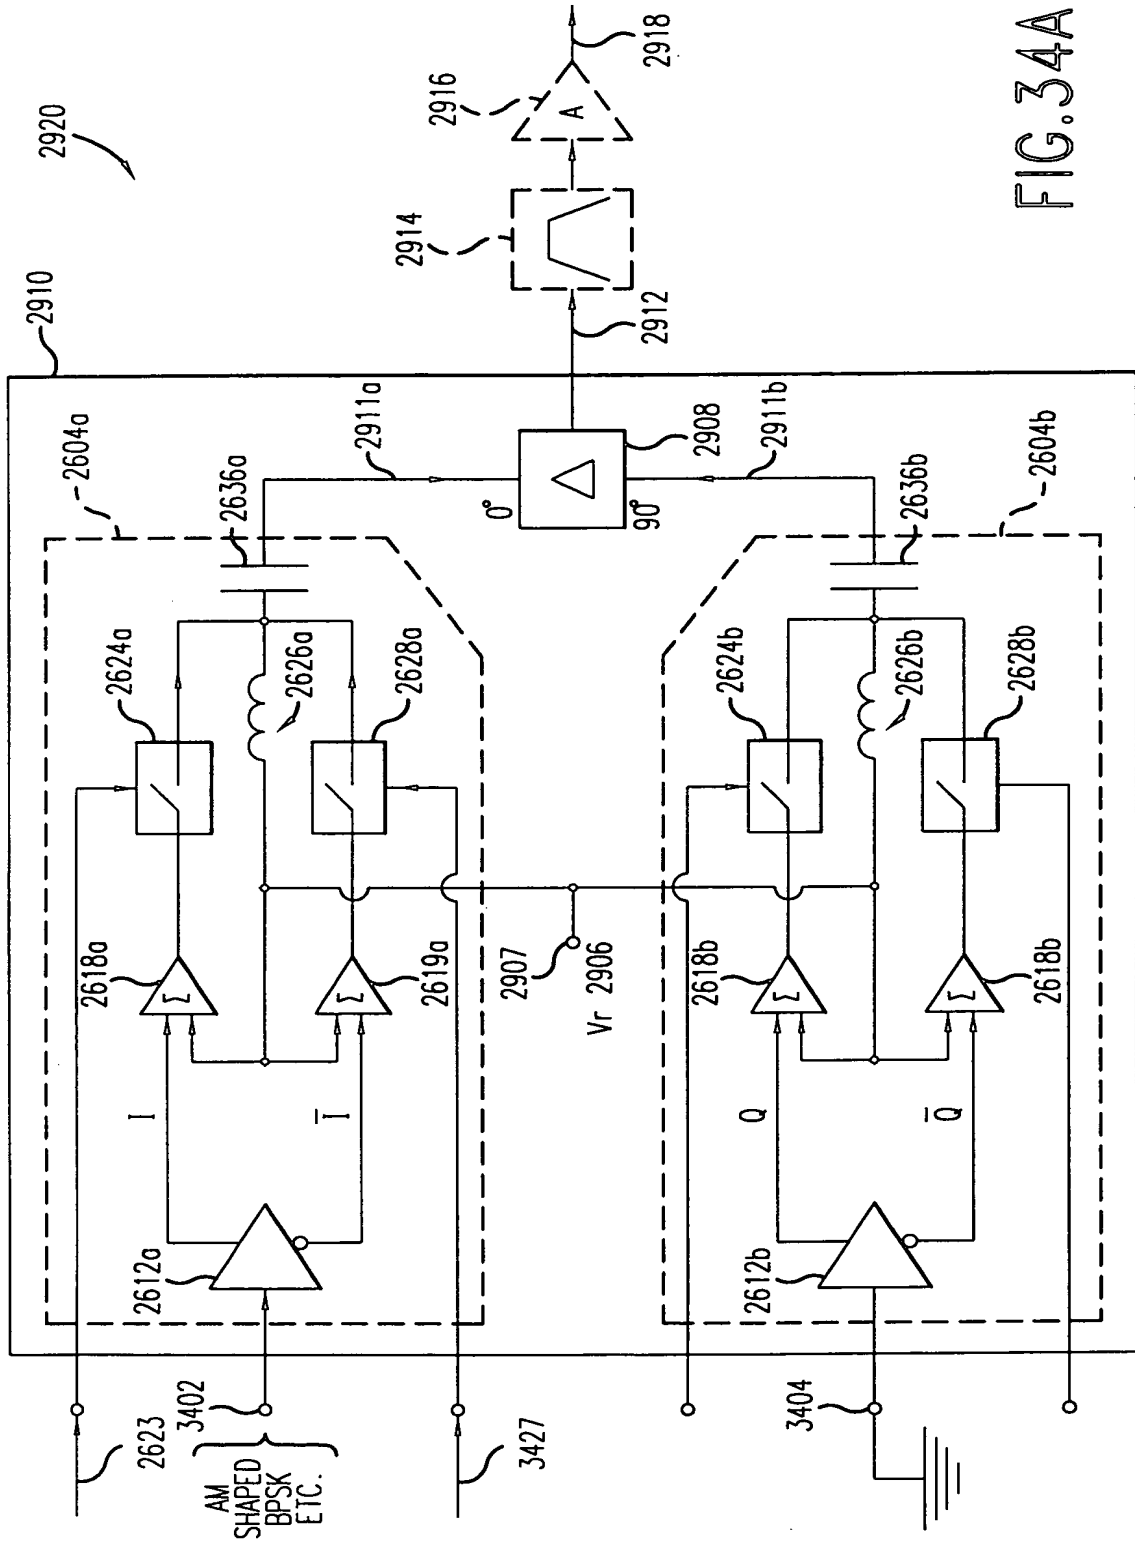 2920
2910
2604a
2636a
2624a
2626a
2628a
2618a
2619a
I
I̅
2612a
2623
3402
AM
SHAPED
BPSK
ETC.
3427
2911a
0°
2908
90°
2911b
2912
2914
2916
A
2918
2907
Vr 2906
2604b
2636b
2624b
2626b
2628b
2618b
2618b
Σ
Σ
Σ
Σ
Q
Q̅
2612b
3404
FIG.34A